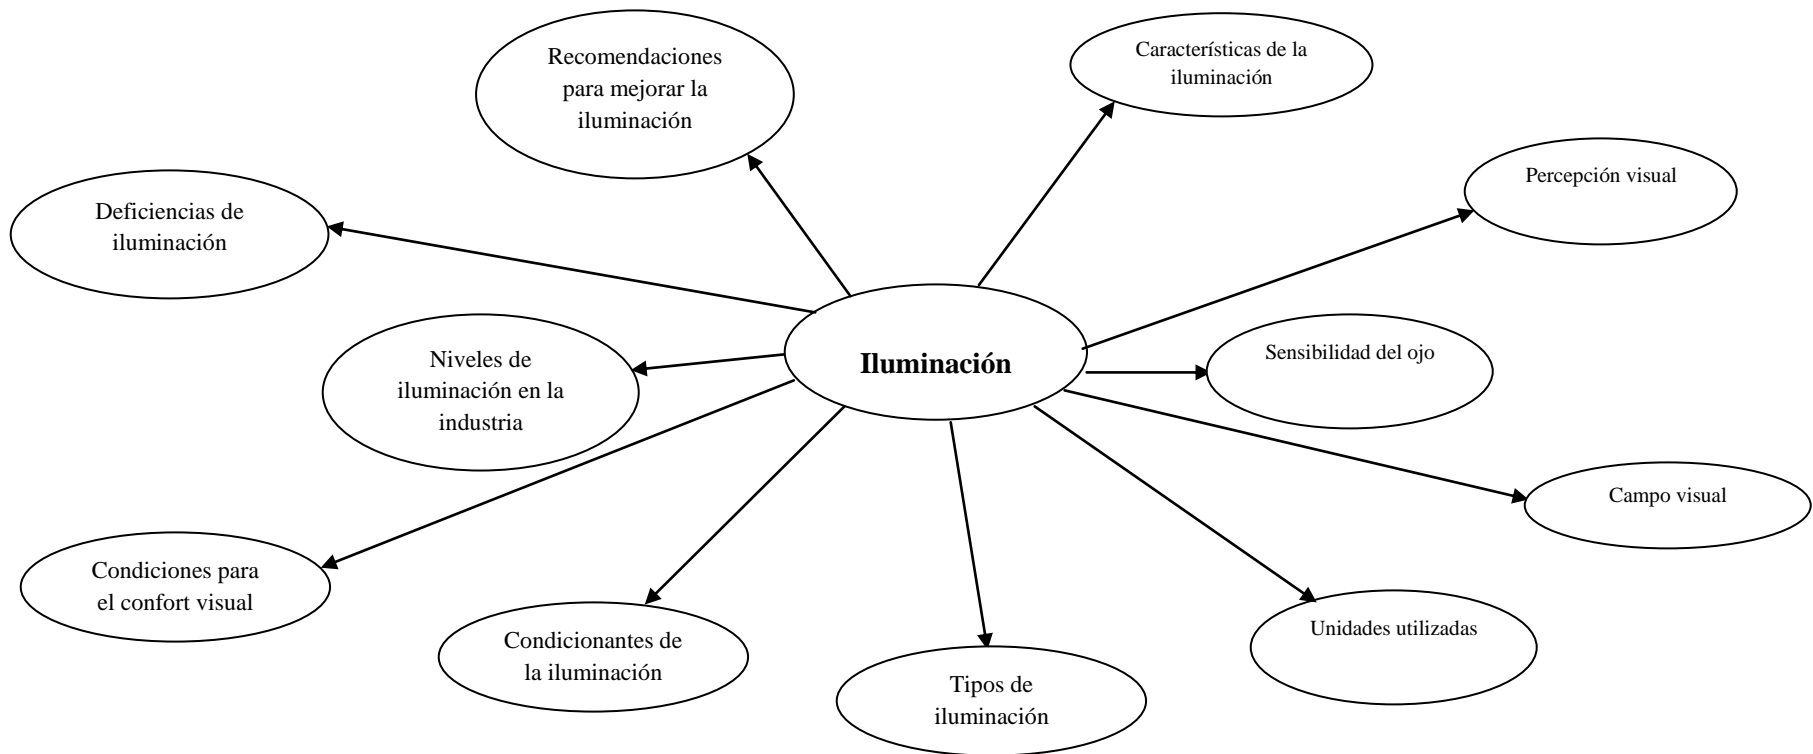 Recomendaciones
para mejorar la
iluminación
Características de la
iluminación
Percepción visual
Deficiencias de
iluminación
Iluminación
Sensibilidad del ojo
Niveles de
iluminación en la
industria
Campo visual
Condiciones para
el confort visual
Condicionantes de
la iluminación
Tipos de
iluminación
Unidades utilizadas